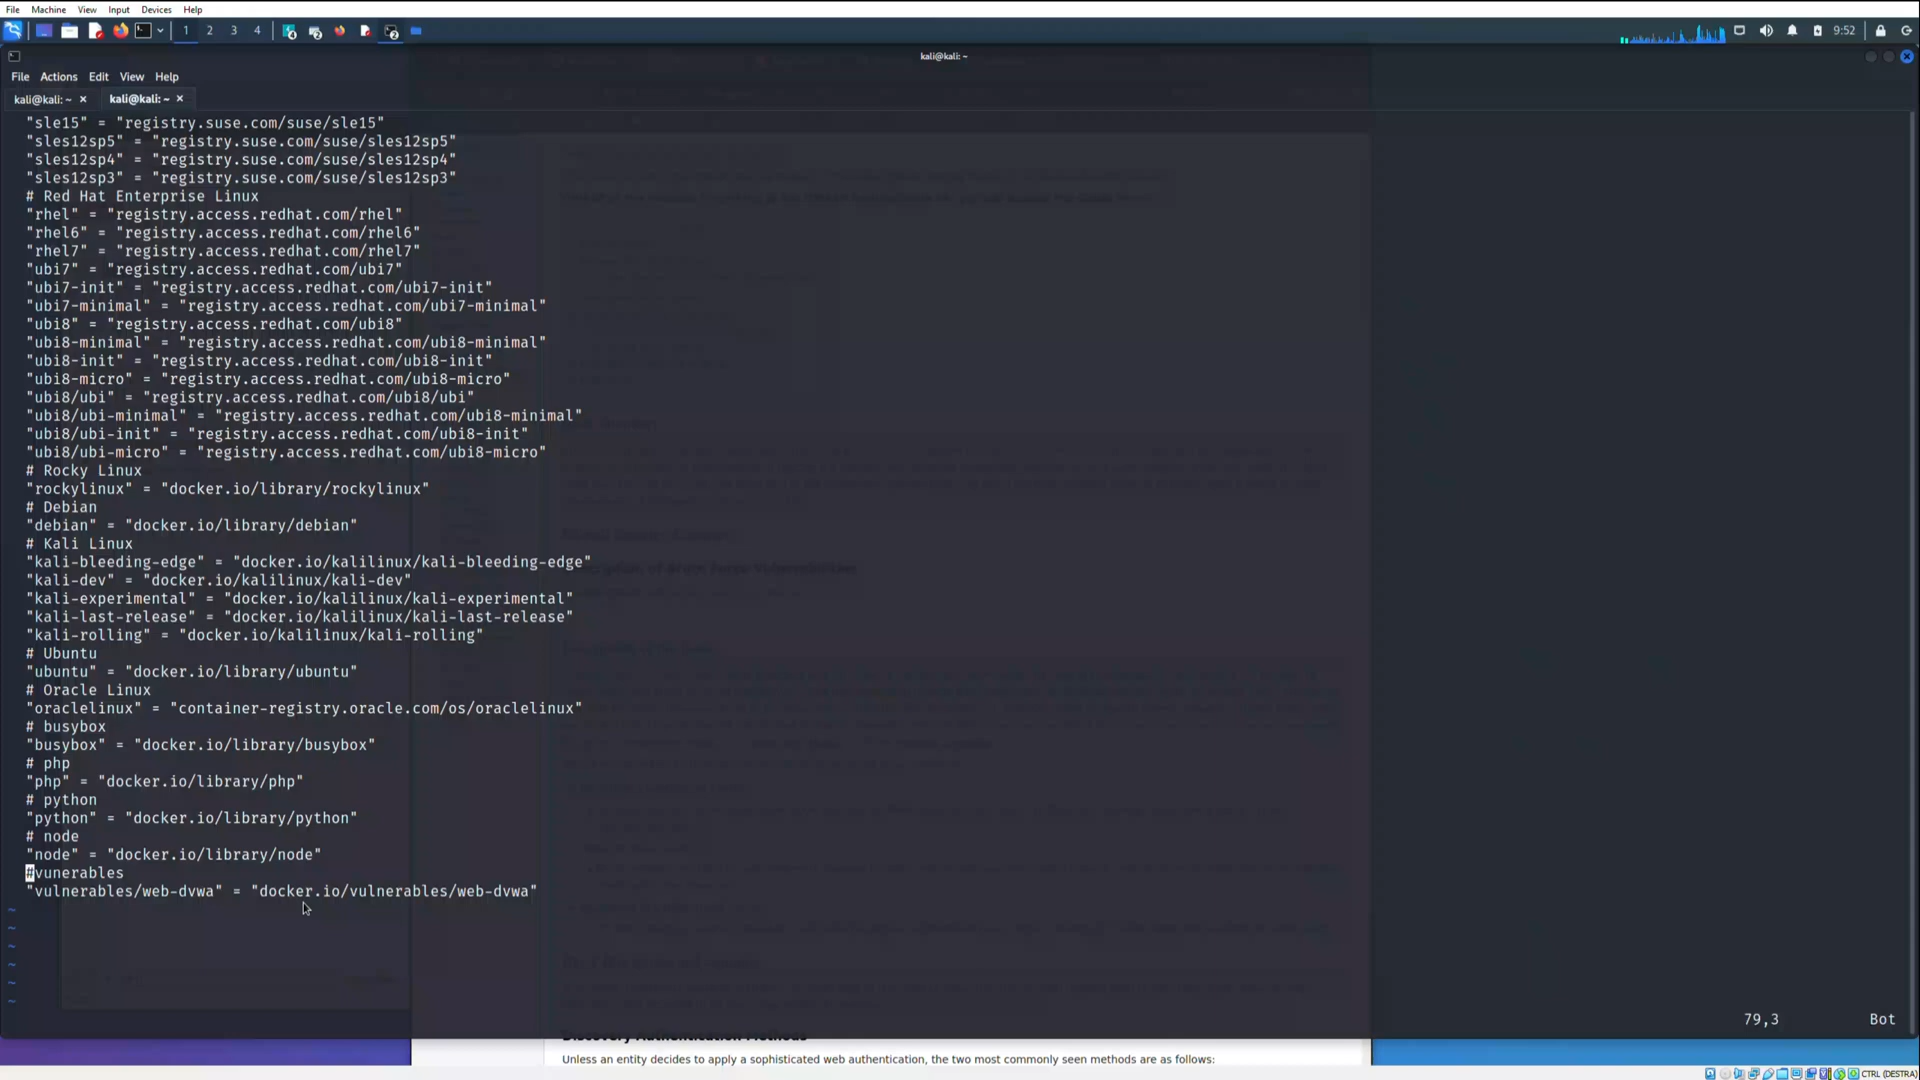 File Machine View Input Devices Help
1 2 3 4
9:52
kali@kali: ~
File Actions Edit View Help
kali@kali: ~ × kali@kali: ~ ×
"sle15" = "registry.suse.com/suse/sle15"
"sles12sp5" = "registry.suse.com/suse/sles12sp5"
"sles12sp4" = "registry.suse.com/suse/sles12sp4"
"sles12sp3" = "registry.suse.com/suse/sles12sp3"
# Red Hat Enterprise Linux
"rhel" = "registry.access.redhat.com/rhel"
"rhel6" = "registry.access.redhat.com/rhel6"
"rhel7" = "registry.access.redhat.com/rhel7"
"ubi7" = "registry.access.redhat.com/ubi7"
"ubi7-init" = "registry.access.redhat.com/ubi7-init"
"ubi7-minimal" = "registry.access.redhat.com/ubi7-minimal"
"ubi8" = "registry.access.redhat.com/ubi8"
"ubi8-minimal" = "registry.access.redhat.com/ubi8-minimal"
"ubi8-init" = "registry.access.redhat.com/ubi8-init"
"ubi8-micro" = "registry.access.redhat.com/ubi8-micro"
"ubi8/ubi" = "registry.access.redhat.com/ubi8/ubi"
"ubi8/ubi-minimal" = "registry.access.redhat.com/ubi8-minimal"
"ubi8/ubi-init" = "registry.access.redhat.com/ubi8-init"
"ubi8/ubi-micro" = "registry.access.redhat.com/ubi8-micro"
# Rocky Linux
"rockylinux" = "docker.io/library/rockylinux"
# Debian
"debian" = "docker.io/library/debian"
# Kali Linux
"kali-bleeding-edge" = "docker.io/kalilinux/kali-bleeding-edge"
"kali-dev" = "docker.io/kalilinux/kali-dev"
"kali-experimental" = "docker.io/kalilinux/kali-experimental"
"kali-last-release" = "docker.io/kalilinux/kali-last-release"
"kali-rolling" = "docker.io/kalilinux/kali-rolling"
# Ubuntu
"ubuntu" = "docker.io/library/ubuntu"
# Oracle Linux
"oraclelinux" = "container-registry.oracle.com/os/oraclelinux"
# busybox
"busybox" = "docker.io/library/busybox"
# php
"php" = "docker.io/library/php"
# python
"python" = "docker.io/library/python"
# node
"node" = "docker.io/library/node"
#vunerables
"vulnerables/web-dvwa" = "docker.io/vulnerables/web-dvwa"
~
~
~
~
~
~
79,3 Bot
Discovery Authentication Methods
Unless an entity decides to apply a sophisticated web authentication, the two most commonly seen methods are as follows:
CTRL (DESTRA)